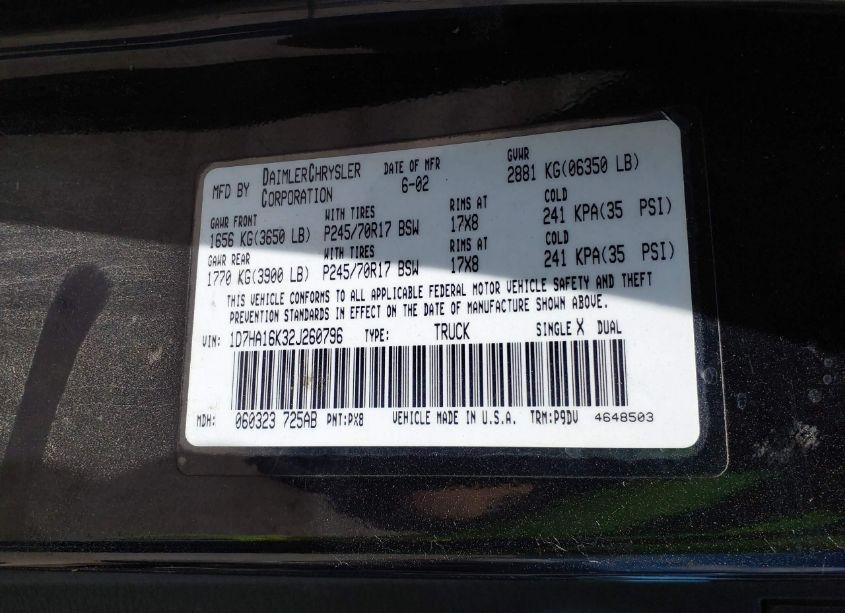 MFD BY DAIMLERCHRYSLER CORPORATION DATE OF MFR 6-02 GVWR 2881 KG(06350 LB)
GAWR FRONT WITH TIRES RIMS AT COLD
1656 KG(3650 LB) P245/70R17 BSW 17X8 241 KPA(35 PSI)
GAWR REAR WITH TIRES RIMS AT COLD
1770 KG(3900 LB) P245/70R17 BSW 17X8 241 KPA(35 PSI)
THIS VEHICLE CONFORMS TO ALL APPLICABLE FEDERAL MOTOR VEHICLE SAFETY AND THEFT
PREVENTION STANDARDS IN EFFECT ON THE DATE OF MANUFACTURE SHOWN ABOVE.
VIN: 1D7HA16K32J260796 TYPE: TRUCK SINGLE X DUAL
MDH: 060323 725AB PNT:PX8 VEHICLE MADE IN U.S.A. TRM:P9DV 4648503